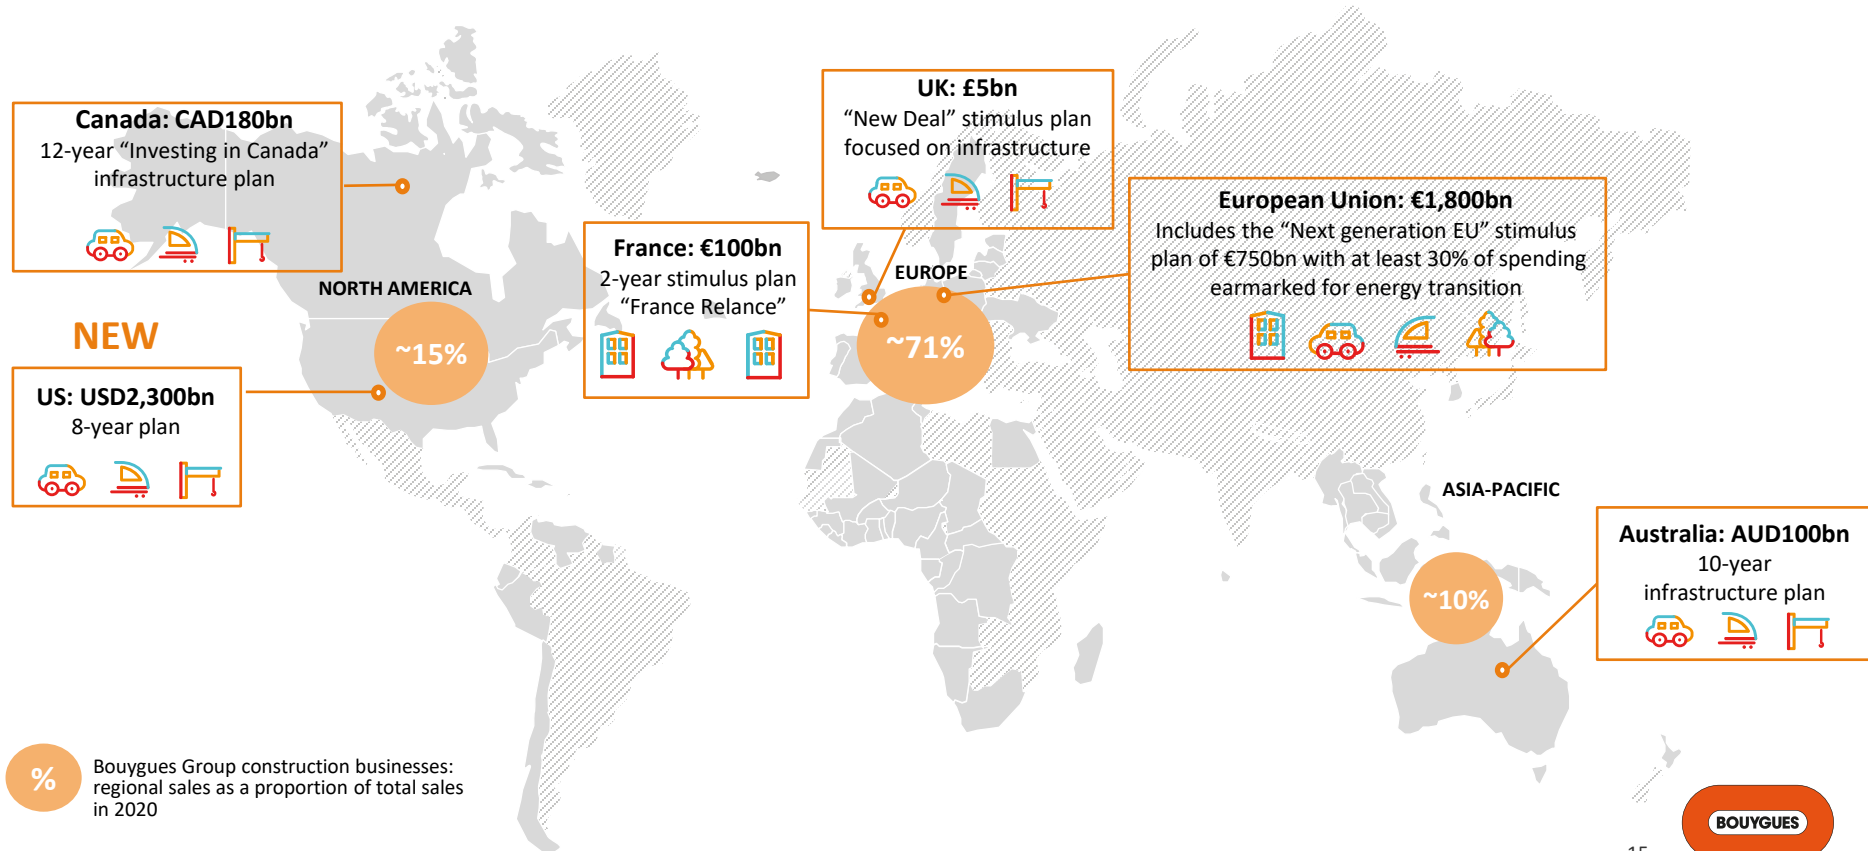 Canada: CAD180bn
12-year “Investing in Canada”
infrastructure plan
NORTH AMERICA
~15%
NEW
US: USD2,300bn
8-year plan
France: €100bn
2-year stimulus plan
“France Relance”
UK: £5bn
“New Deal” stimulus plan
focused on infrastructure
EUROPE
~71%
European Union: €1,800bn
Includes the “Next generation EU” stimulus
plan of €750bn with at least 30% of spending
earmarked for energy transition
ASIA-PACIFIC
~10%
Australia: AUD100bn
10-year
infrastructure plan
%
Bouygues Group construction businesses:
regional sales as a proportion of total sales
in 2020
BOUYGUES
15